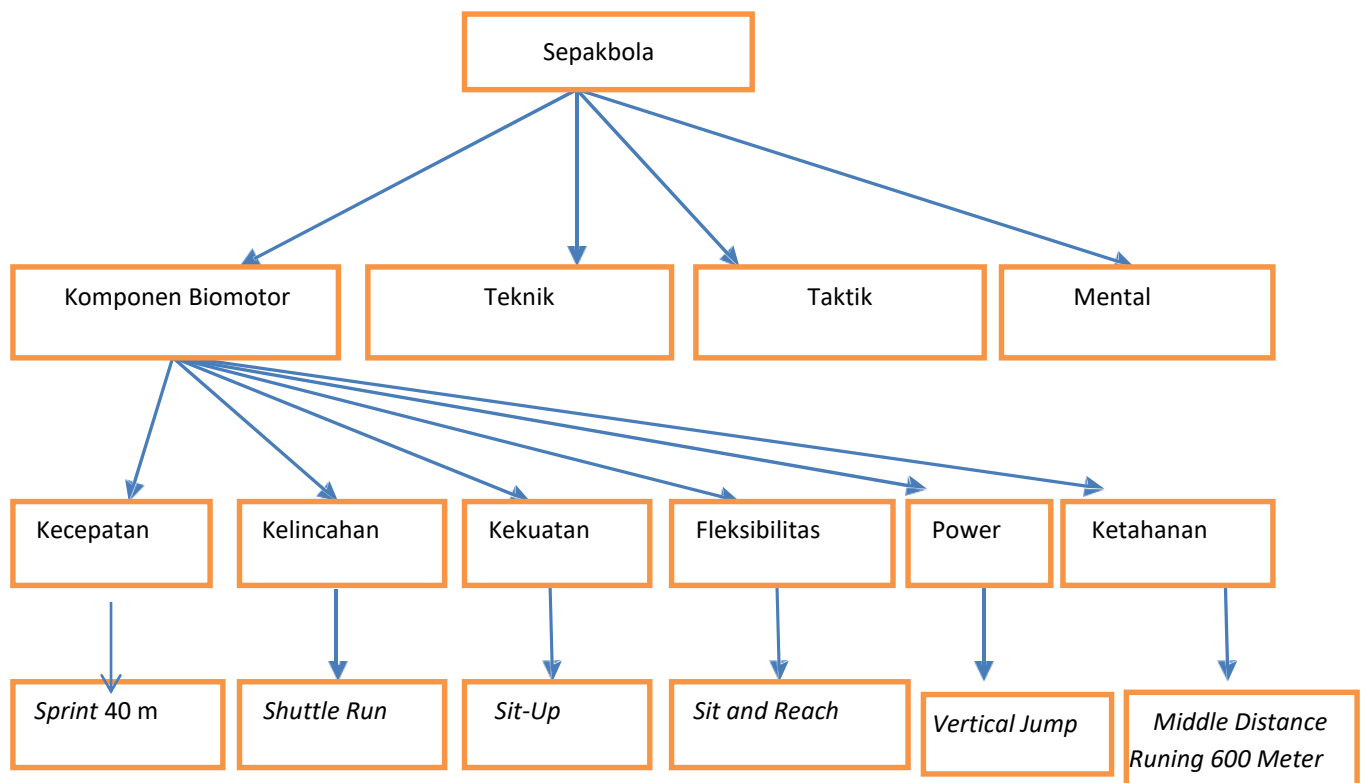 Sepakbola
Komponen Biomotor
Teknik
Taktik
Mental
Kecepatan
Kelincahan
Kekuatan
Fleksibilitas
Power
Ketahanan
Sprint 40 m
Shuttle Run
Sit-Up
Sit and Reach
Vertical Jump
Middle Distance
Runing 600 Meter